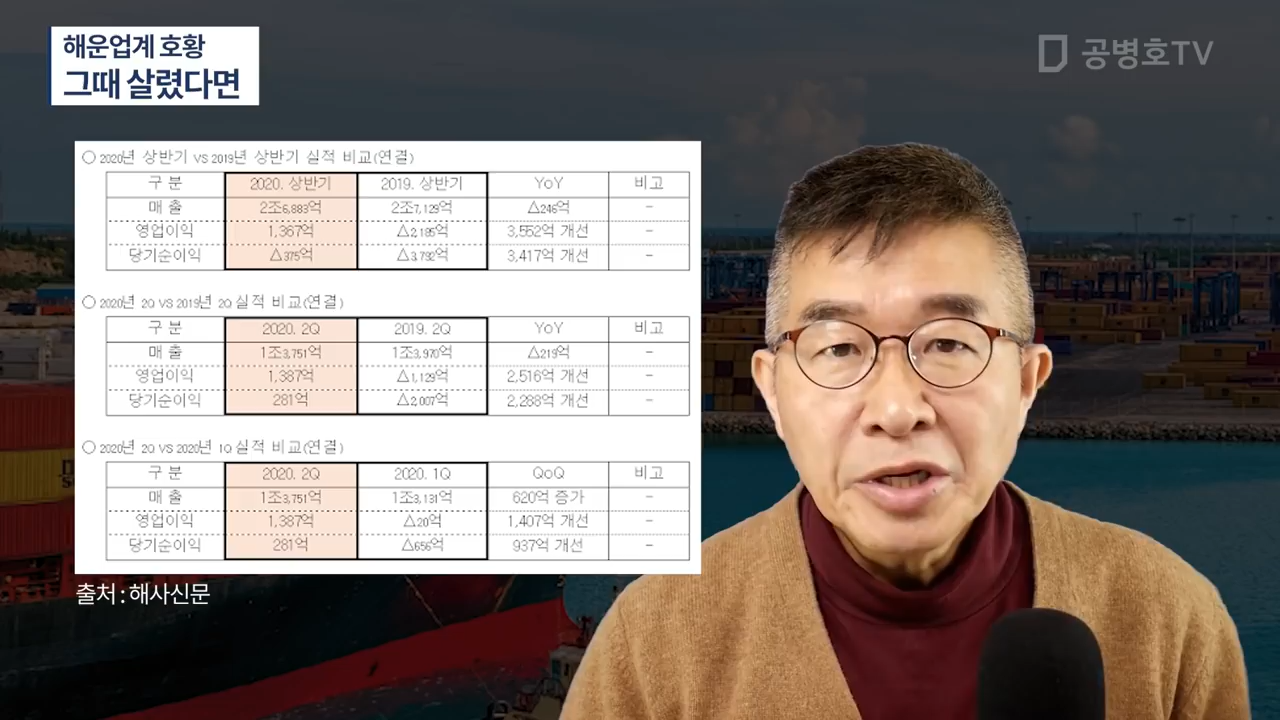 해운업계 호황
그때 살렸다면
공병호TV
○ 2020년 상반기 VS 2019년 상반기 실적 비교(연결)
구 분 2020. 상반기 2019. 상반기 YoY 비고
매 출 2조6,883억 2조7,129억 △246억 -
영업이익 1,367억 △2,185억 3,552억 개선 -
당기순이익 △375억 △3,792억 3,417억 개선 -
○ 2020년 2Q VS 2019년 2Q 실적 비교(연결)
구 분 2020. 2Q 2019. 2Q YoY 비고
매 출 1조3,751억 1조3,970억 △219억 -
영업이익 1,387억 △1,129억 2,516억 개선 -
당기순이익 281억 △2,007억 2,288억 개선 -
○ 2020년 2Q VS 2020년 1Q 실적 비교(연결)
구 분 2020. 2Q 2020. 1Q QoQ 비고
매 출 1조3,751억 1조3,131억 620억 증가 -
영업이익 1,387억 △20억 1,407억 개선 -
당기순이익 281억 △656억 937억 개선 -
출처 : 해사신문